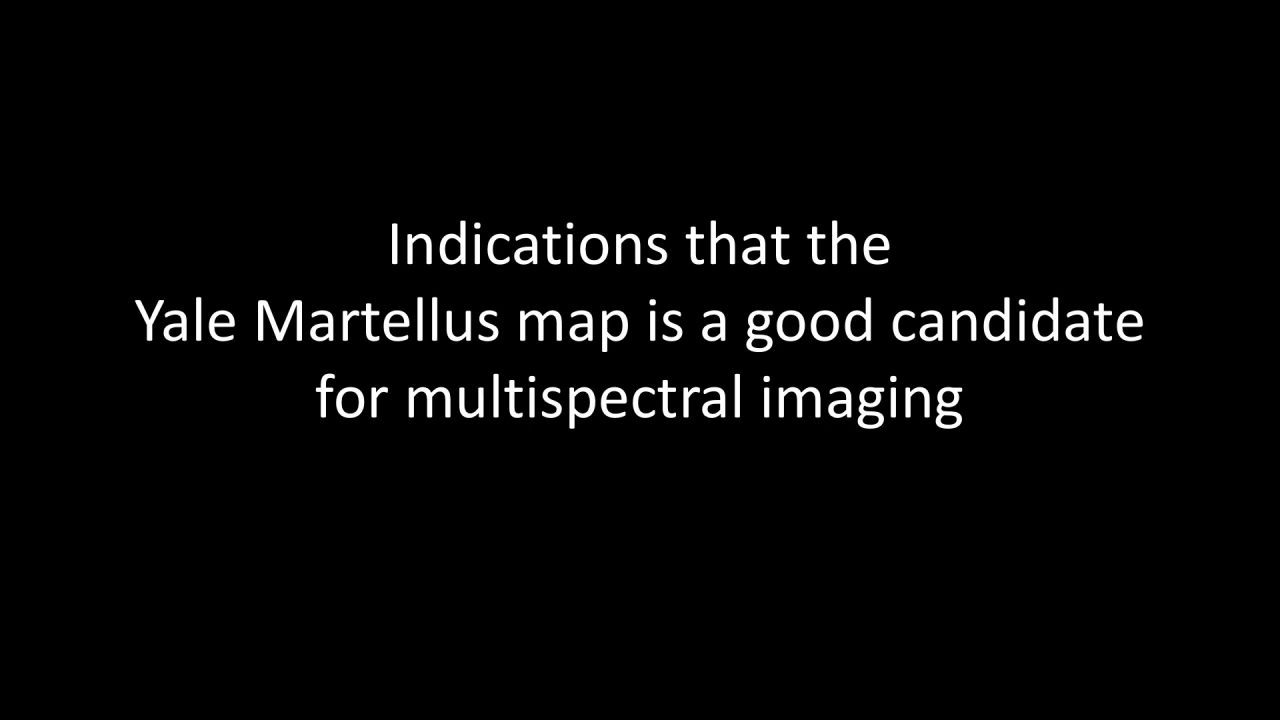 Indications that the
Yale Martellus map is a good candidate
for multispectral imaging